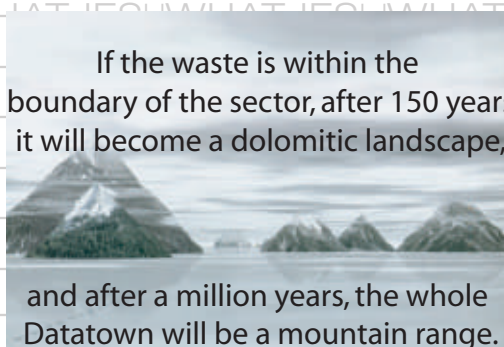 If the waste is within the
boundary of the sector, after 150 year
it will become a dolomitic landscape,
and after a million years, the whole
Datatown will be a mountain range.